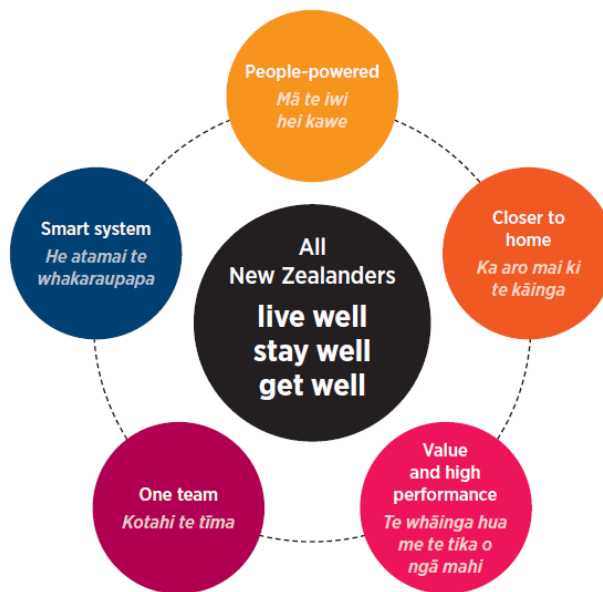 People-powered
Mā te iwi
hei kawe
Smart system
He atamai te
whakaraupapa
All
New Zealanders
live well
stay well
get well
Closer to
home
Ka aro mai ki
te kāinga
One team
Kotahi te tīma
Value
and high
performance
Te whāinga hua
me te tika o
ngā mahi